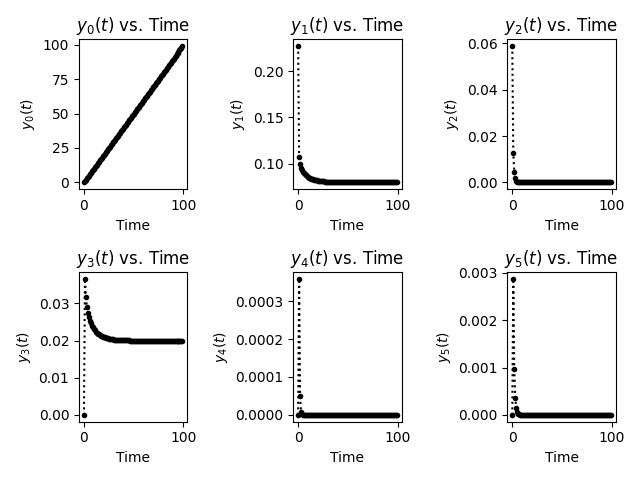 y₀(t) vs. Time
y₁(t) vs. Time
y₂(t) vs. Time
100
75
50
25
0
y₀(t)
0 100
Time
0.20
0.15
0.10
y₁(t)
0 100
Time
0.06
0.04
0.02
0.00
y₂(t)
0 100
Time
y₃(t) vs. Time
y₄(t) vs. Time
y₅(t) vs. Time
0.03
0.02
0.01
0.00
y₃(t)
0 100
Time
0.0003
0.0002
0.0001
0.0000
y₄(t)
0 100
Time
0.003
0.002
0.001
0.000
y₅(t)
0 100
Time